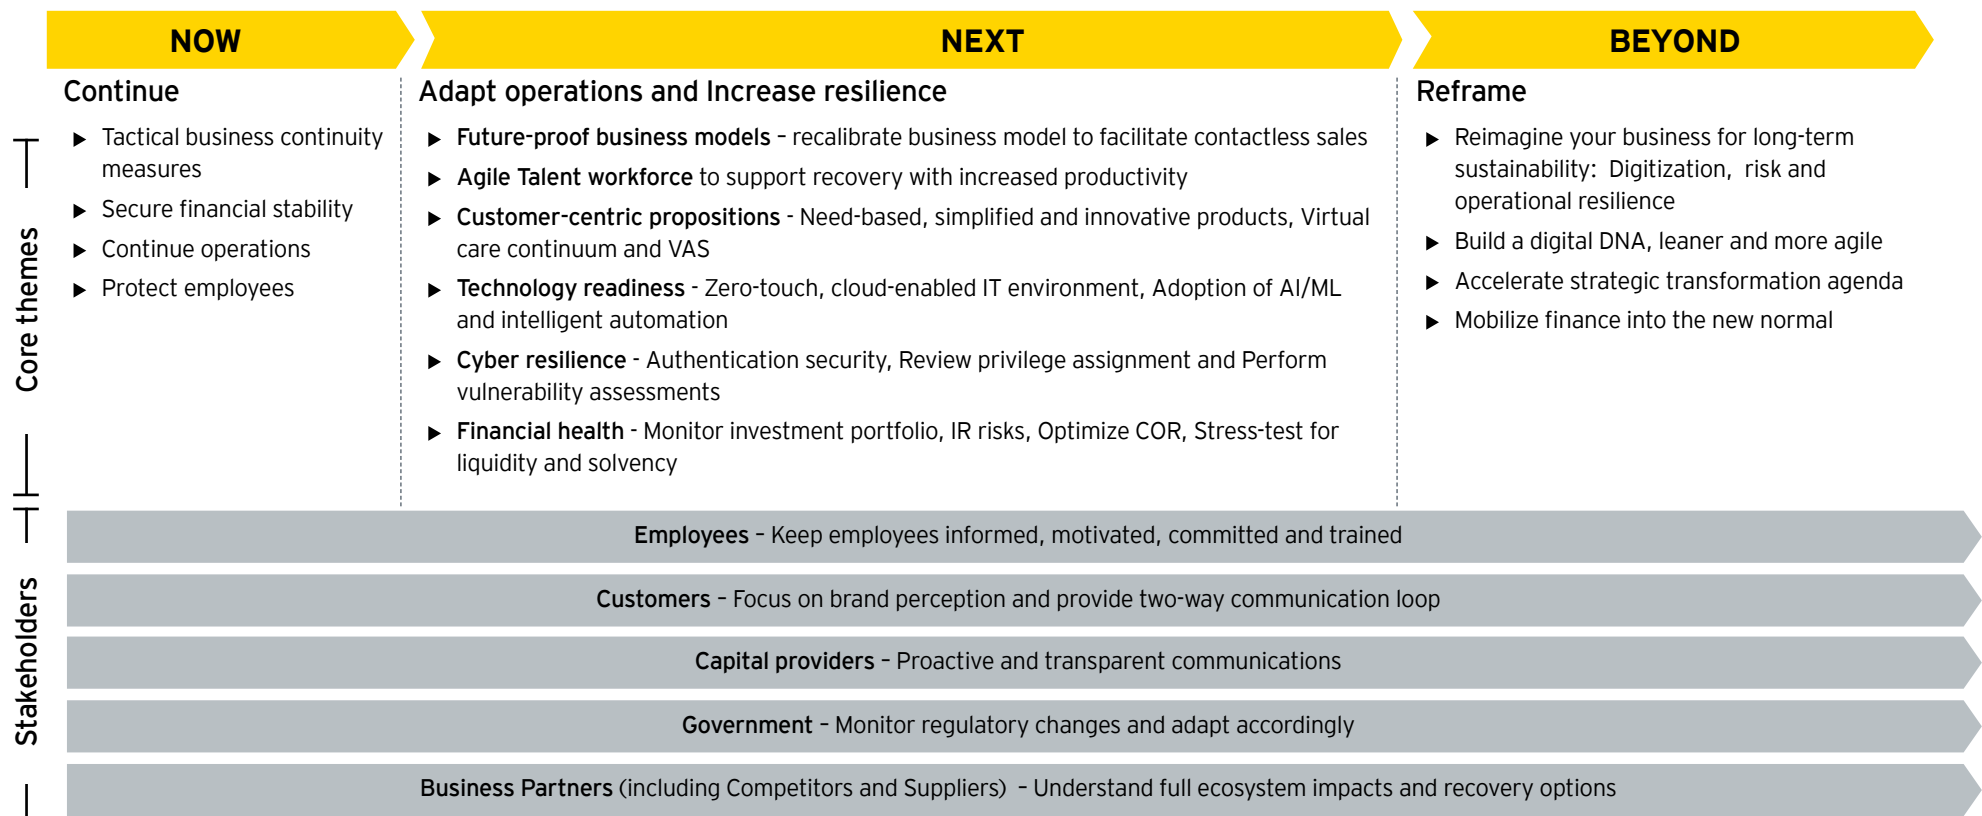 NOW
NEXT
BEYOND
Continue
Tactical business continuity
measures
Secure financial stability
Continue operations
Protect employees
Adapt operations and Increase resilience
Future-proof business models – recalibrate business model to facilitate contactless sales
Agile Talent workforce to support recovery with increased productivity
Customer-centric propositions - Need-based, simplified and innovative products, Virtual
care continuum and VAS
Technology readiness - Zero-touch, cloud-enabled IT environment, Adoption of AI/ML
and intelligent automation
Cyber resilience - Authentication security, Review privilege assignment and Perform
vulnerability assessments
Financial health - Monitor investment portfolio, IR risks, Optimize COR, Stress-test for
liquidity and solvency
Reframe
Reimagine your business for long-term
sustainability: Digitization, risk and
operational resilience
Build a digital DNA, leaner and more agile
Accelerate strategic transformation agenda
Mobilize finance into the new normal
Core themes
Stakeholders
Employees – Keep employees informed, motivated, committed and trained
Customers – Focus on brand perception and provide two-way communication loop
Capital providers – Proactive and transparent communications
Government – Monitor regulatory changes and adapt accordingly
Business Partners (including Competitors and Suppliers) – Understand full ecosystem impacts and recovery options